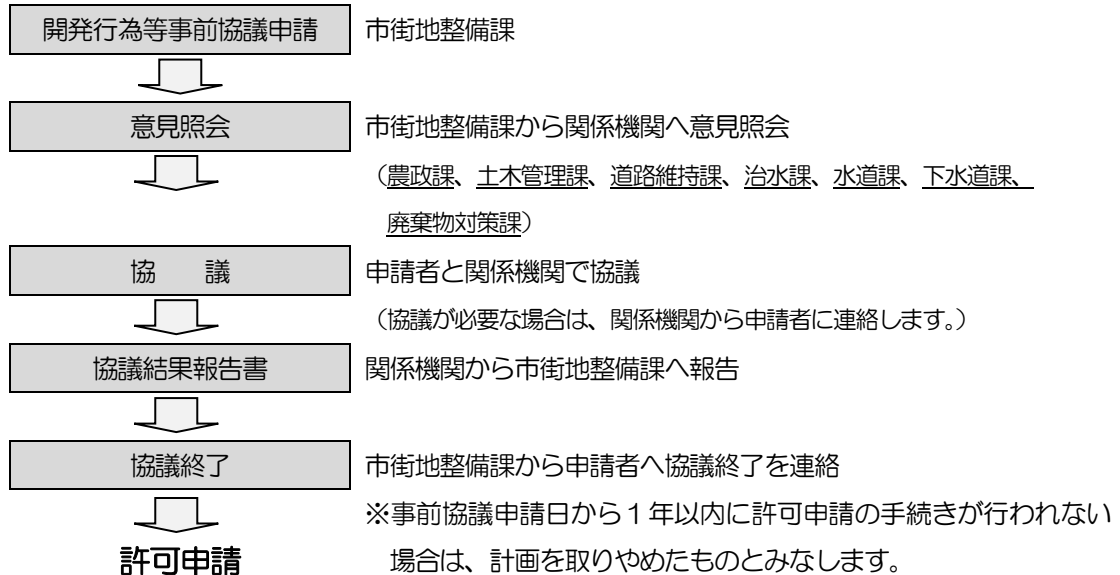 開発行為等事前協議申請 市街地整備課
意見照会 市街地整備課から関係機関へ意見照会
(農政課、土木管理課、道路維持課、治水課、水道課、下水道課、
廃棄物対策課)
協 議 申請者と関係機関で協議
(協議が必要な場合は、関係機関から申請者に連絡します。)
協議結果報告書 関係機関から市街地整備課へ報告
協議終了 市街地整備課から申請者へ協議終了を連絡
※事前協議申請日から1年以内に許可申請の手続きが行われない
許可申請 場合は、計画を取りやめたものとみなします。